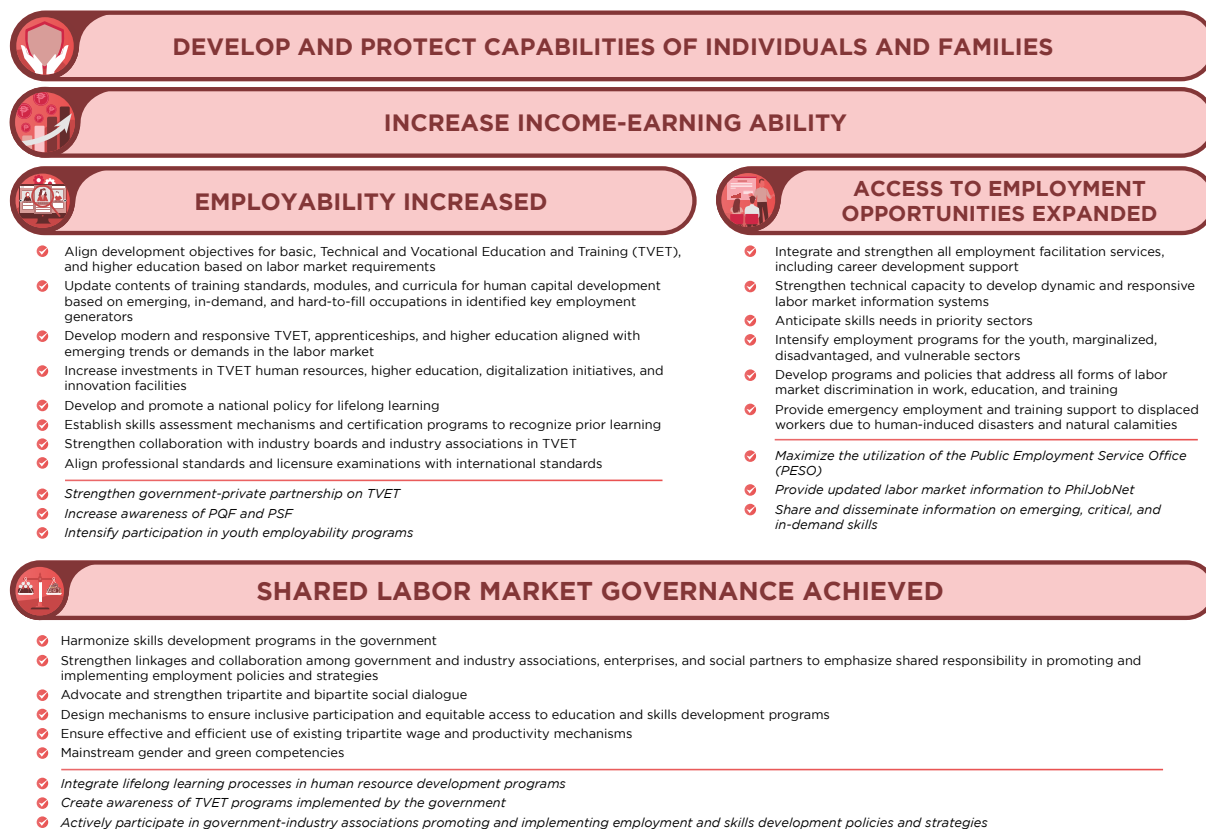 DEVELOP AND PROTECT CAPABILITIES OF INDIVIDUALS AND FAMILIES
INCREASE INCOME-EARNING ABILITY
EMPLOYABILITY INCREASED
Align development objectives for basic, Technical and Vocational Education and Training (TVET),
and higher education based on labor market requirements
Update contents of training standards, modules, and curricula for human capital development
based on emerging, in-demand, and hard-to-fill occupations in identified key employment
generators
Develop modern and responsive TVET, apprenticeships, and higher education aligned with
emerging trends or demands in the labor market
Increase investments in TVET human resources, higher education, digitalization initiatives, and
innovation facilities
Develop and promote a national policy for lifelong learning
Establish skills assessment mechanisms and certification programs to recognize prior learning
Strengthen collaboration with industry boards and industry associations in TVET
Align professional standards and licensure examinations with international standards
Strengthen government-private partnership on TVET
Increase awareness of PQF and PSF
Intensify participation in youth employability programs
ACCESS TO EMPLOYMENT
OPPORTUNITIES EXPANDED
Integrate and strengthen all employment facilitation services,
including career development support
Strengthen technical capacity to develop dynamic and responsive
labor market information systems
Anticipate skills needs in priority sectors
Intensify employment programs for the youth, marginalized,
disadvantaged, and vulnerable sectors
Develop programs and policies that address all forms of labor
market discrimination in work, education, and training
Provide emergency employment and training support to displaced
workers due to human-induced disasters and natural calamities
Maximize the utilization of the Public Employment Service Office
(PESO)
Provide updated labor market information to PhilJobNet
Share and disseminate information on emerging, critical, and
in-demand skills
SHARED LABOR MARKET GOVERNANCE ACHIEVED
Harmonize skills development programs in the government
Strengthen linkages and collaboration among government and industry associations, enterprises, and social partners to emphasize shared responsibility in promoting and
implementing employment policies and strategies
Advocate and strengthen tripartite and bipartite social dialogue
Design mechanisms to ensure inclusive participation and equitable access to education and skills development programs
Ensure effective and efficient use of existing tripartite wage and productivity mechanisms
Mainstream gender and green competencies
Integrate lifelong learning processes in human resource development programs
Create awareness of TVET programs implemented by the government
Actively participate in government-industry associations promoting and implementing employment and skills development policies and strategies